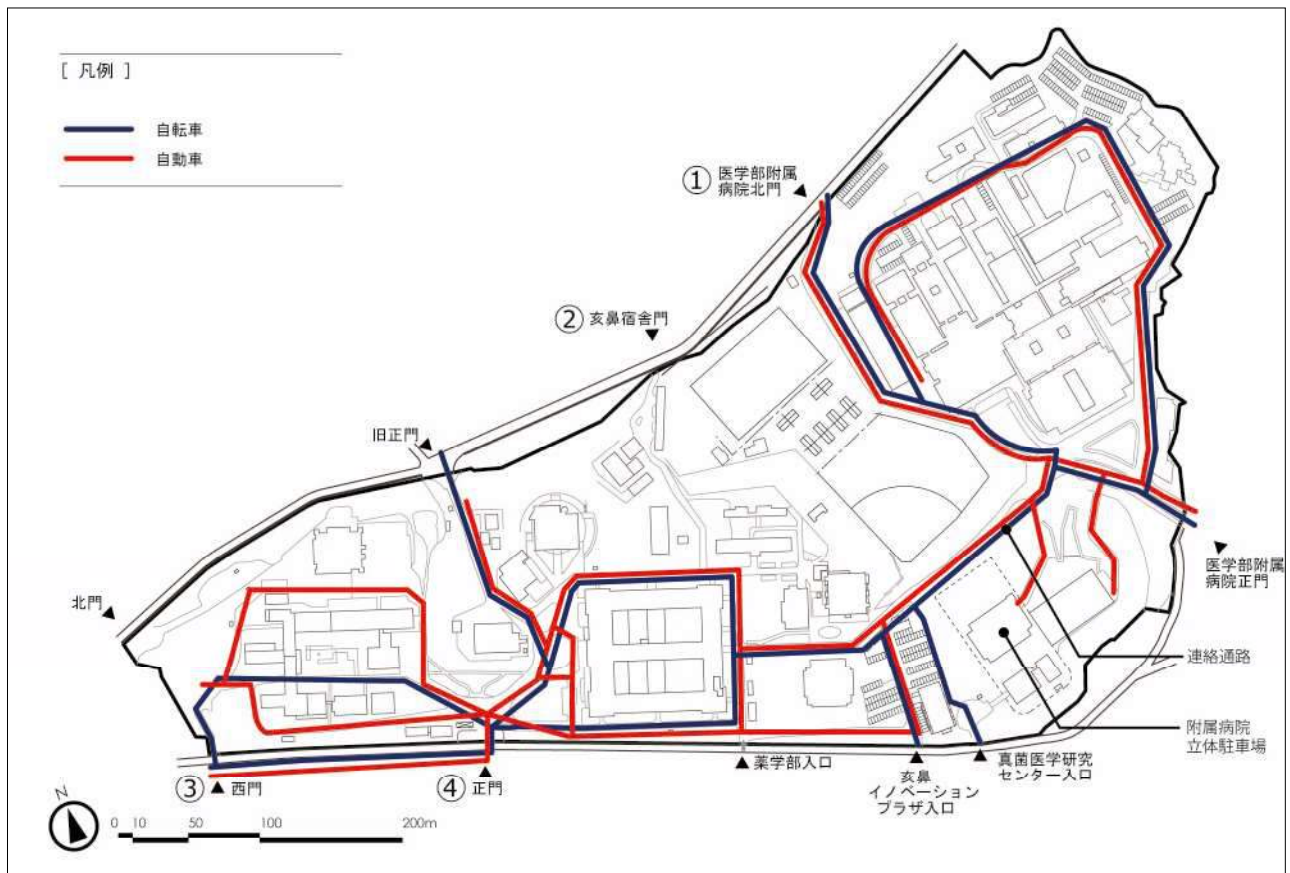 [ 凡例 ]
自転車
自動車
① 医学部附属
病院北門
② 亥鼻宿舎門
旧正門
北門
医学部附属
病院正門
連絡通路
附属病院
立体駐車場
③ 西門
④ 正門
薬学部入口
亥鼻
イノベーション
プラザ入口
真菌医学研究
センター入口
N
0 10 50 100 200m